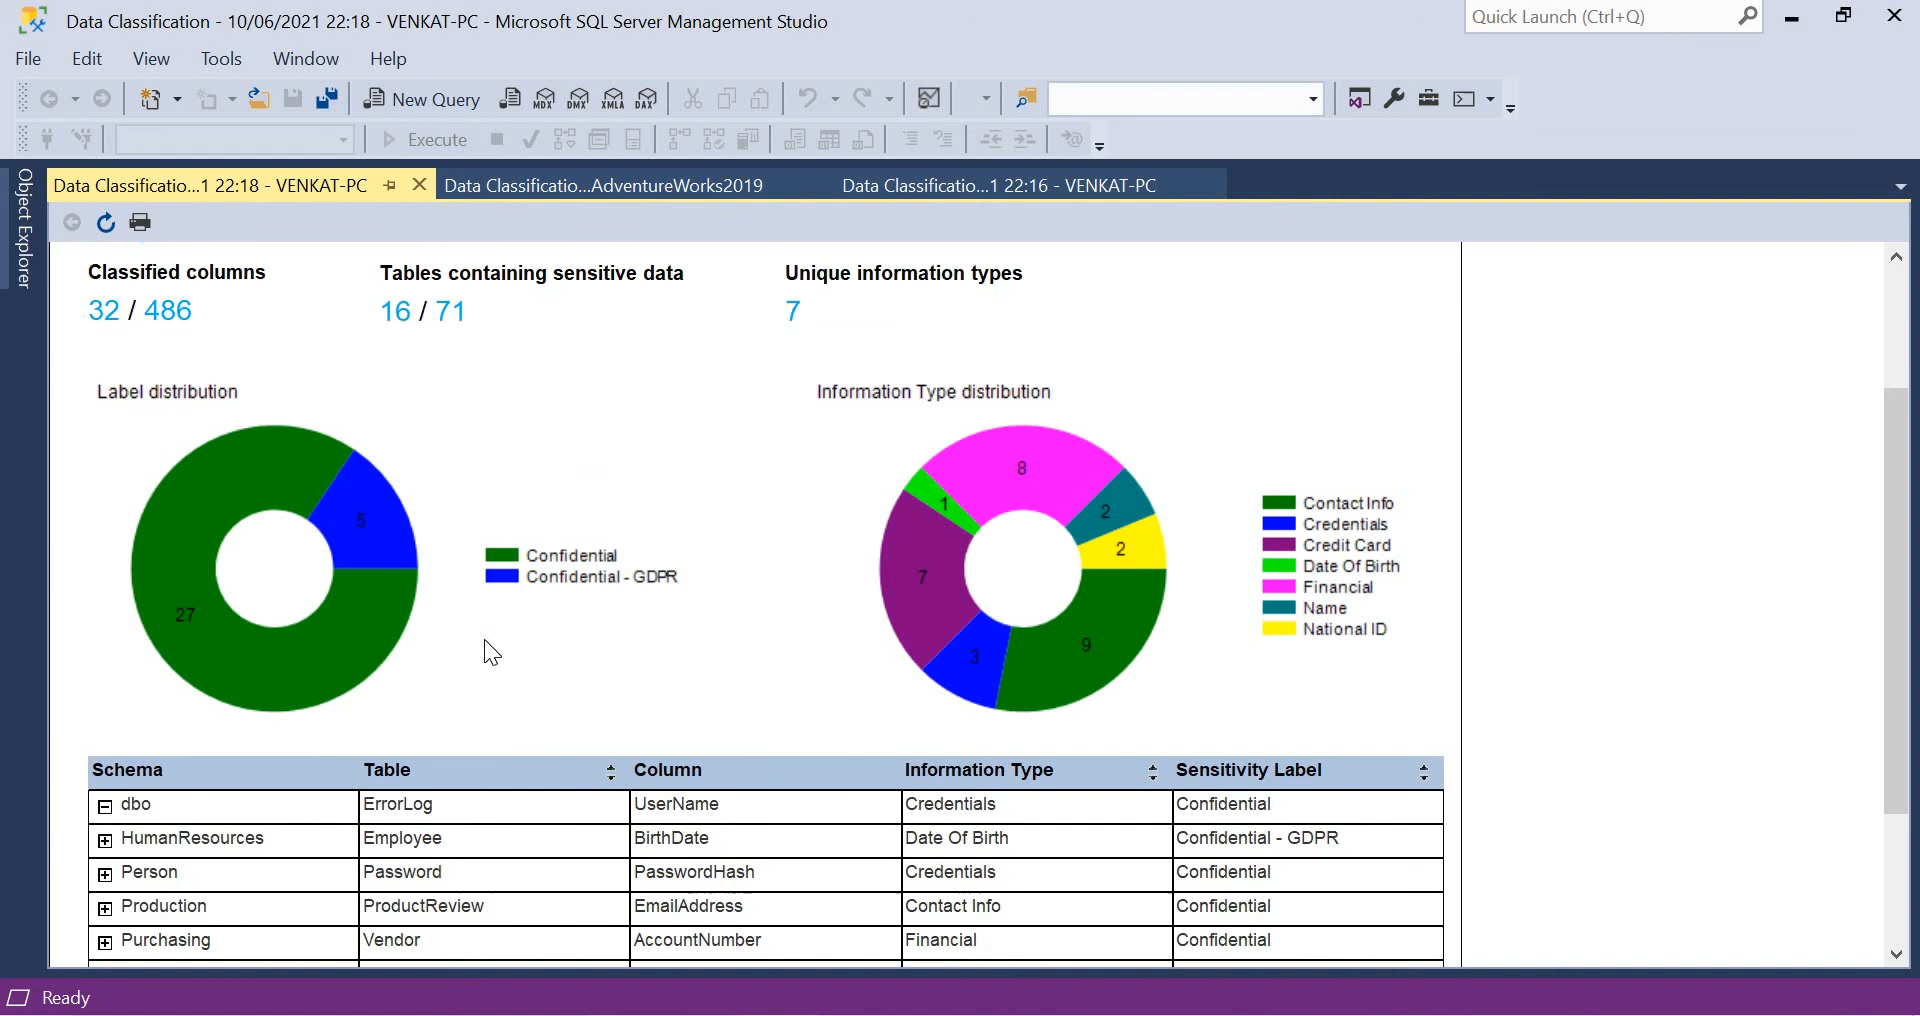 Data Classification - 10/06/2021 22:18 - VENKAT-PC - Microsoft SQL Server Management Studio
Quick Launch (Ctrl+Q)
File Edit View Tools Window Help
New Query MDX DMX XMLA DAX
Execute
Object Explorer
Data Classificatio...1 22:18 - VENKAT-PC
Data Classificatio...AdventureWorks2019
Data Classificatio...1 22:16 - VENKAT-PC
Classified columns Tables containing sensitive data Unique information types
32 / 486 16 / 71 7
Label distribution
5
27
Confidential
Confidential - GDPR
Information Type distribution
8
1
2
2
7
3
9
Contact Info
Credentials
Credit Card
Date Of Birth
Financial
Name
National ID
Schema Table Column Information Type Sensitivity Label
dbo ErrorLog UserName Credentials Confidential
HumanResources Employee BirthDate Date Of Birth Confidential - GDPR
Person Password PasswordHash Credentials Confidential
Production ProductReview EmailAddress Contact Info Confidential
Purchasing Vendor AccountNumber Financial Confidential
Ready